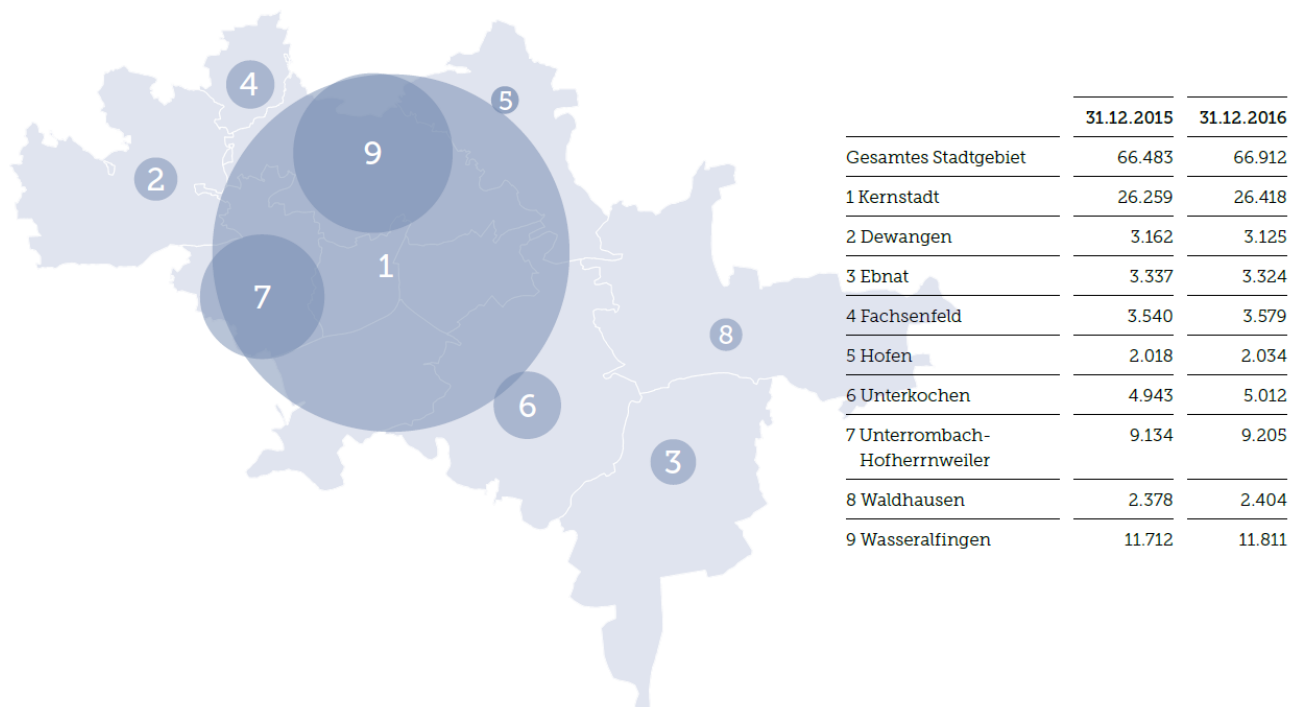 4
5
9
2
1
7
8
6
3
31.12.2015 31.12.2016
Gesamtes Stadtgebiet 66.483 66.912
1 Kernstadt 26.259 26.418
2 Dewangen 3.162 3.125
3 Ebnat 3.337 3.324
4 Fachsenfeld 3.540 3.579
5 Hofen 2.018 2.034
6 Unterkochen 4.943 5.012
7 Unterrombach- 9.134 9.205
Hofherrnweiler
8 Waldhausen 2.378 2.404
9 Wasseralfingen 11.712 11.811